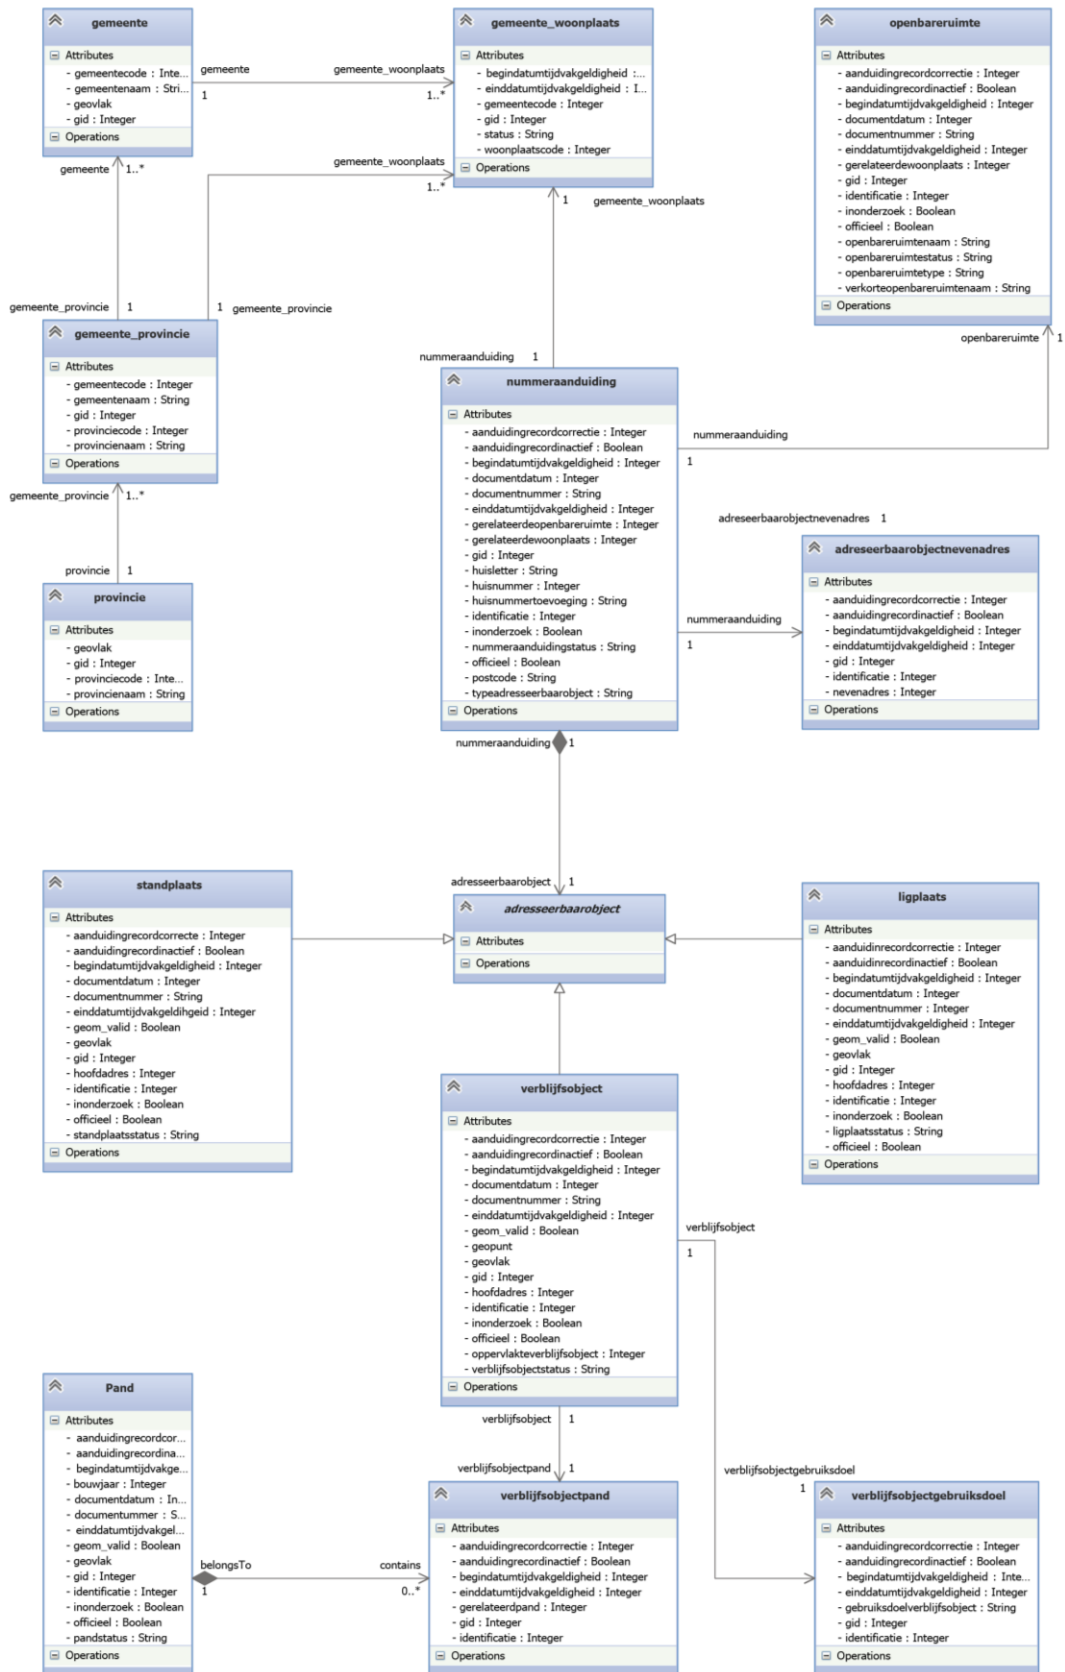 gemeente
Attributes
- gemeentecode : Inte...
- gemeentenaam : Stri...
- geovlak
- gid : Integer
Operations
gemeente
1
gemeente_woonplaats
1..*
gemeente_woonplaats
Attributes
- begindatumtijdvakgeldigheid :...
- einddatumtijdvakgeldigheid : I...
- gemeentecode : Integer
- gid : Integer
- status : String
- woonplaatscode : Integer
Operations
openbareruimte
Attributes
- aanduidingrecordcorrectie : Integer
- aanduidingrecordinactief : Boolean
- begindatumtijdvakgeldigheid : Integer
- documentdatum : Integer
- documentnummer : String
- einddatumtijdvakgeldigheid : Integer
- gerelateerdewoonplaats : Integer
- gid : Integer
- identificatie : Integer
- inonderzoek : Boolean
- officieel : Boolean
- openbareruimtenaam : String
- openbareruimtestatus : String
- openbareruimtetype : String
- verkorteopenbareruimtenaam : String
Operations
gemeente
1..*
gemeente_woonplaats
1..*
1
gemeente_woonplaats
gemeente_provincie
1
1
gemeente_provincie
gemeente_provincie
Attributes
- gemeentecode : Integer
- gemeentenaam : String
- gid : Integer
- provinciecode : Integer
- provincienaam : String
Operations
openbareruimte
1
nummeraanduiding
1
nummeraanduiding
Attributes
- aanduidingrecordcorrectie : Integer
- aanduidingrecordinactief : Boolean
- begindatumtijdvakgeldigheid : Integer
- documentdatum : Integer
- documentnummer : String
- einddatumtijdvakgeldigheid : Integer
- gerelateerdeopenbareruimte : Integer
- gerelateerdewoonplaats : Integer
- gid : Integer
- huisletter : String
- huisnummer : Integer
- huisnummertoevoeging : String
- identificatie : Integer
- inonderzoek : Boolean
- nummeraanduidingstatus : String
- officieel : Boolean
- postcode : String
- typeadresseerbaarobject : String
Operations
nummeraanduiding
1
gemeente_provincie
1..*
provincie
1
provincie
Attributes
- geovlak
- gid : Integer
- provinciecode : Inte...
- provincienaam : String
Operations
adreseerbaarobjectnevenadres
1
nummeraanduiding
1
adreseerbaarobjectnevenadres
Attributes
- aanduidingrecordcorrectie : Integer
- aanduidingrecordinactief : Boolean
- begindatumtijdvakgeldigheid : Integer
- einddatumtijdvakgeldigheid : Integer
- gid : Integer
- identificatie : Integer
- nevenadres : Integer
Operations
nummeraanduiding
1
adresseerbaarobject
1
standplaats
Attributes
- aanduidingrecordcorrecte : Integer
- aanduidingrecordinactief : Boolean
- begindatumtijdvakgeldigheid : Integer
- documentdatum : Integer
- documentnummer : String
- einddatumtijdvakgeldihgeid : Integer
- geom_valid : Boolean
- geovlak
- gid : Integer
- hoofdadres : Integer
- identificatie : Integer
- inonderzoek : Boolean
- officieel : Boolean
- standplaatsstatus : String
Operations
adresseerbaarobject
Attributes
Operations
ligplaats
Attributes
- aanduidinrecordcorrectie : Integer
- aanduidinrecordinactief : Boolean
- begindatumtijdvakgeldigheid : Integer
- documentdatum : Integer
- documentnummer : Integer
- einddatumtijdvakgeldigheid : Integer
- geom_valid : Boolean
- geovlak
- gid : Integer
- hoofdadres : Integer
- identificatie : Integer
- inonderzoek : Boolean
- ligplaatsstatus : String
- officieel : Boolean
Operations
verblijfsobject
Attributes
- aanduidingrecordcorrectie : Integer
- aanduidingrecordinactief : Boolean
- begindatumtijdvakgeldigheid : Integer
- documentdatum : Integer
- documentnummer : String
- einddatumtijdvakgeldigheid : Integer
- geom_valid : Boolean
- geopunt
- geovlak
- gid : Integer
- hoofdadres : Integer
- identificatie : Integer
- inonderzoek : Boolean
- officieel : Boolean
- oppervlakteverblijfsobject : Integer
- verblijfsobjectstatus : String
Operations
verblijfsobject
1
verblijfsobject
1
verblijfsobjectpand
1
verblijfsobjectgebruiksdoel
1
Pand
Attributes
- aanduidingrecordcor...
- aanduidingrecordina...
- begindatumtijdvakge...
- bouwjaar : Integer
- documentdatum : In...
- documentummer : S...
- einddatumtijdvakgel...
- geom_valid : Boolean
- geovlak
- gid : Integer
- identificatie : Integer
- inonderzoek : Boolean
- officieel : Boolean
- pandstatus : String
Operations
belongsTo
1
contains
0..*
verblijfsobjectpand
Attributes
- aanduidingrecordcorrectie : Integer
- aanduidingrecordinactief : Boolean
- begindatumtijdvakgeldigheid : Integer
- einddatumtijdvakgeldigheid : Integer
- gerelateerdpand : Integer
- gid : Integer
- identificatie : Integer
Operations
verblijfsobjectgebruiksdoel
Attributes
- aanduidingrecordcorrectie : Integer
- aanduidingrecordinactief : Boolean
- begindatumtijdvakgeldigheid : Inte...
- einddatumtijdvakgeldigheid : Integer
- gebruiksdoelverblijfsobject : String
- gid : Integer
- identificatie : Integer
Operations